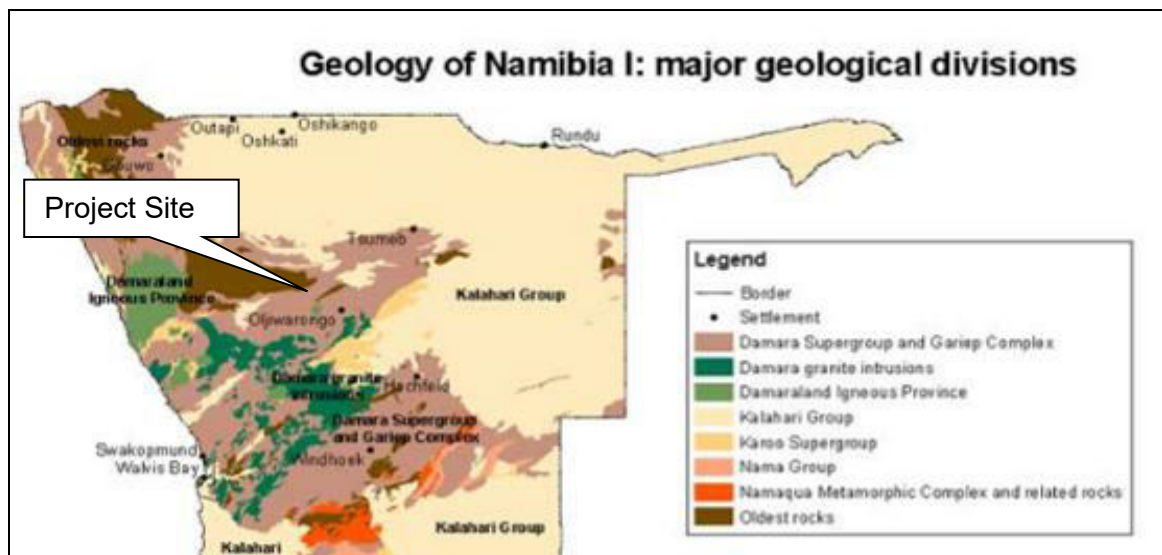 Geology of Namibia I: major geological divisions
Outapi
Oshikango
Oshkati
Rundu
Oldest rocks
Opuwo
Project Site
Tsumeb
Damaraland
Igneous Province
Kalahari Group
Otjiwarongo
Damara granite
intrusions
Hochfeld
Damara Supergroup
and Gariep Complex
Swakopmund
Walvis Bay
Windhoek
Kalahari Group
Kalahari
Legend
Border
Settlement
Damara Supergroup and Gariep Complex
Damara granite intrusions
Damaraland Igneous Province
Kalahari Group
Karoo Supergroup
Nama Group
Namaqua Metamorphic Complex and related rocks
Oldest rocks